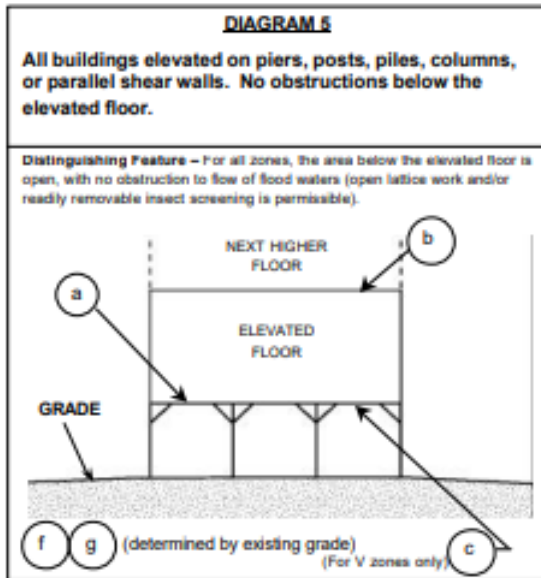 DIAGRAM 5
All buildings elevated on piers, posts, piles, columns,
or parallel shear walls. No obstructions below the
elevated floor.
Distinguishing Feature – For all zones, the area below the elevated floor is
open, with no obstruction to flow of flood waters (open lattice work and/or
readily removable insect screening is permissible).
NEXT HIGHER
FLOOR
b
a
ELEVATED
FLOOR
GRADE
f g (determined by existing grade)
(For V zones only) c